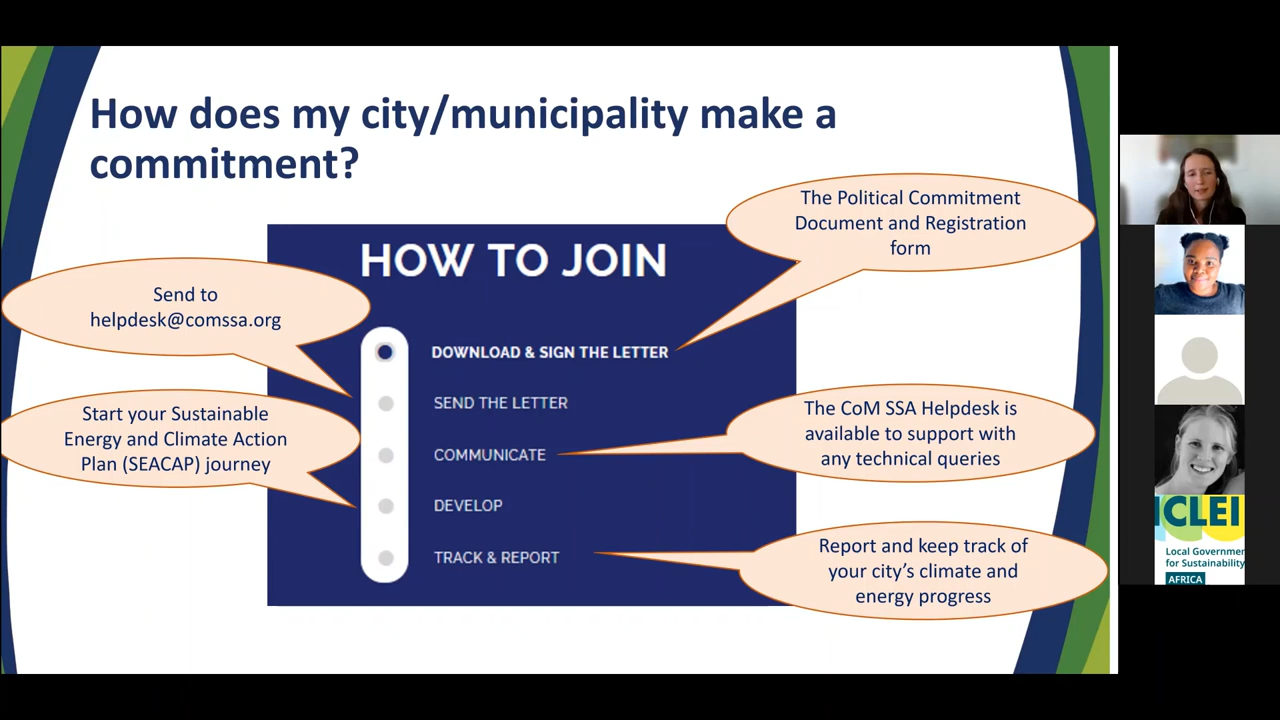 How does my city/municipality make a
commitment?
The Political Commitment
Document and Registration
form
HOW TO JOIN
Send to
helpdesk@comssa.org
DOWNLOAD & SIGN THE LETTER
SEND THE LETTER
Start your Sustainable
Energy and Climate Action
Plan (SEACAP) journey
The CoM SSA Helpdesk is
available to support with
any technical queries
COMMUNICATE
DEVELOP
TRACK & REPORT
Report and keep track of
your city’s climate and
energy progress
ICLEI
Local Governmen
for Sustainability
AFRICA